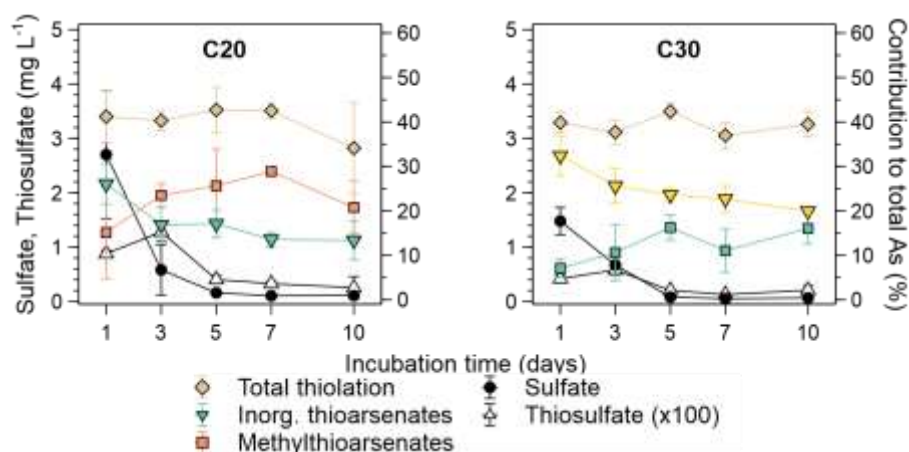 C20
C30
Sulfate, Thiosulfate (mg L⁻¹)
5
4
3
2
1
0
60
50
40
30
20
10
0
5
4
3
2
1
0
60
50
40
30
20
10
0
Contribution to total As (%)
1 3 5 7 10
1 3 5 7 10
Incubation time (days)
Total thiolation
Sulfate
Inorg. thioarsenates
Thiosulfate (x100)
Methylthioarsenates